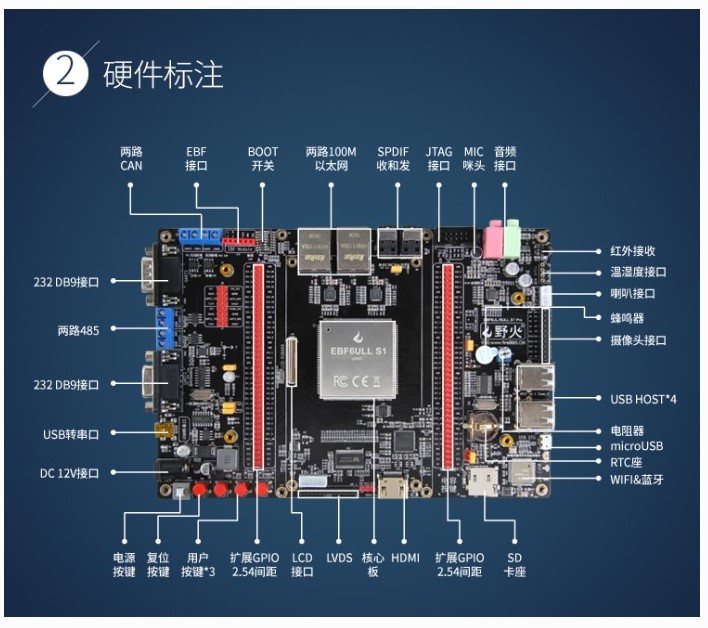 2 硬件标注
两路
CAN
EBF
接口
BOOT
开关
两路100M
以太网
SPDIF
收和发
JTAG
接口
MIC
咪头
音频
接口
232 DB9接口
两路485
232 DB9接口
USB转串口
DC 12V接口
EBF6ULL S1
野火
红外接收
温湿度接口
喇叭接口
蜂鸣器
摄像头接口
USB HOST*4
电阻器
microUSB
RTC座
WIFI&蓝牙
电源
按键
复位
按键
用户
按键*3
扩展GPIO
2.54间距
LCD
接口
LVDS
核心
板
HDMI
扩展GPIO
2.54间距
SD
卡座